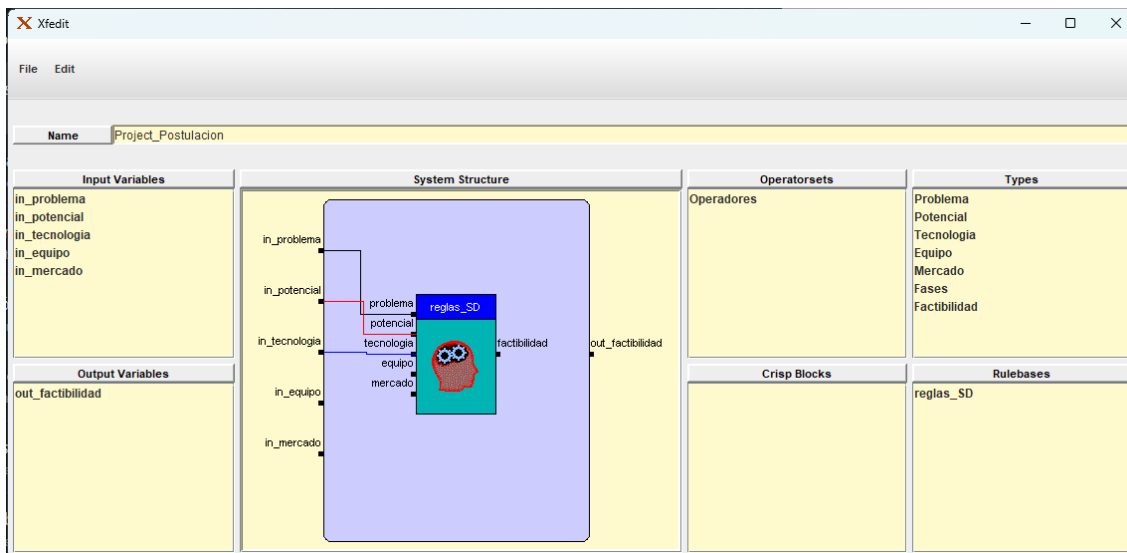 Xfedit
File Edit
Name Project_Postulacion
Input Variables
in_problema
in_potencial
in_tecnologia
in_equipo
in_mercado
Output Variables
out_factibilidad
System Structure
in_problema
in_potencial
in_tecnologia
in_equipo
in_mercado
problema
potencial
tecnologia
equipo
mercado
reglas_SD
factibilidad
out_factibilidad
Operatorsets
Operadores
Types
Problema
Potencial
Tecnologia
Equipo
Mercado
Fases
Factibilidad
Crisp Blocks
Rulebases
reglas_SD